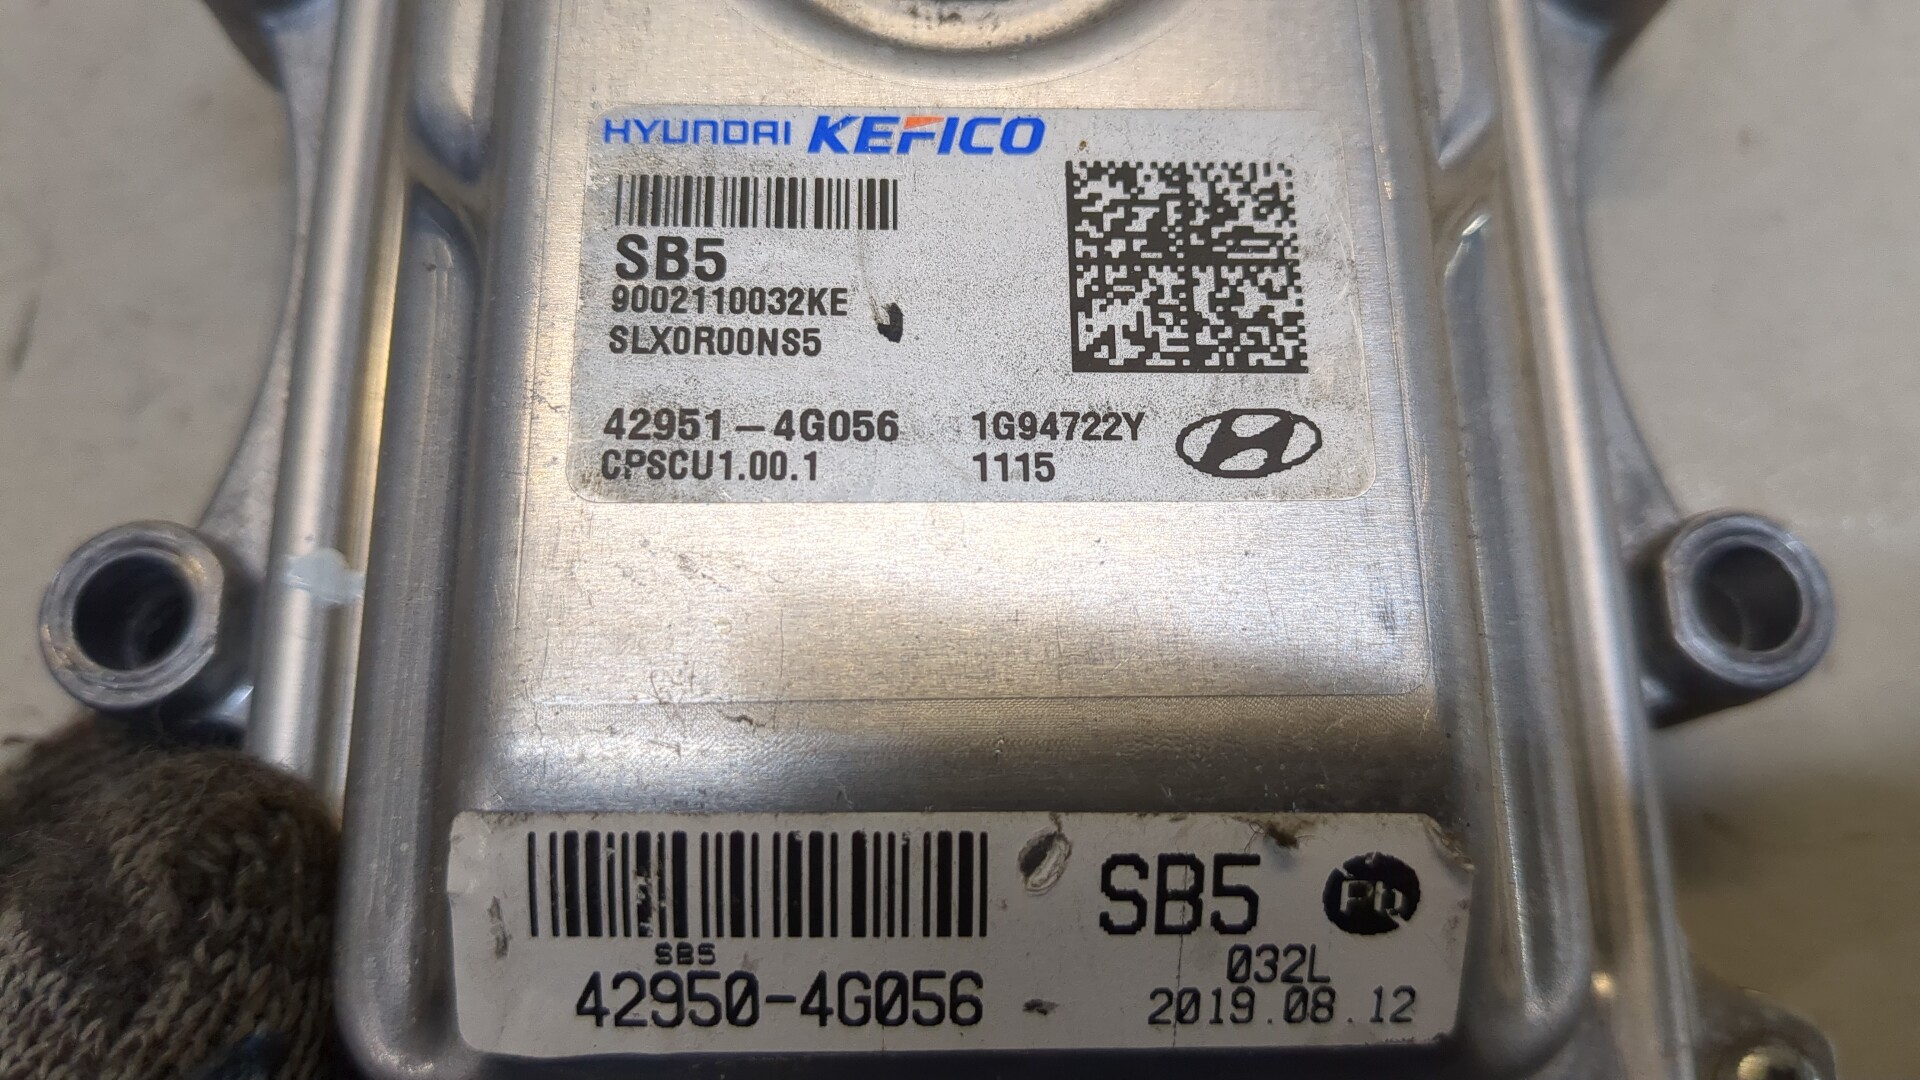 HYUNDAI KEFICO
SB5
9002110032KE
SLX0R00NS5
42951-4G056 1G94722Y
CPSCU1.00.1 1115
SB5 Ph
SB5
032L
42950-4G056 2019.08.12